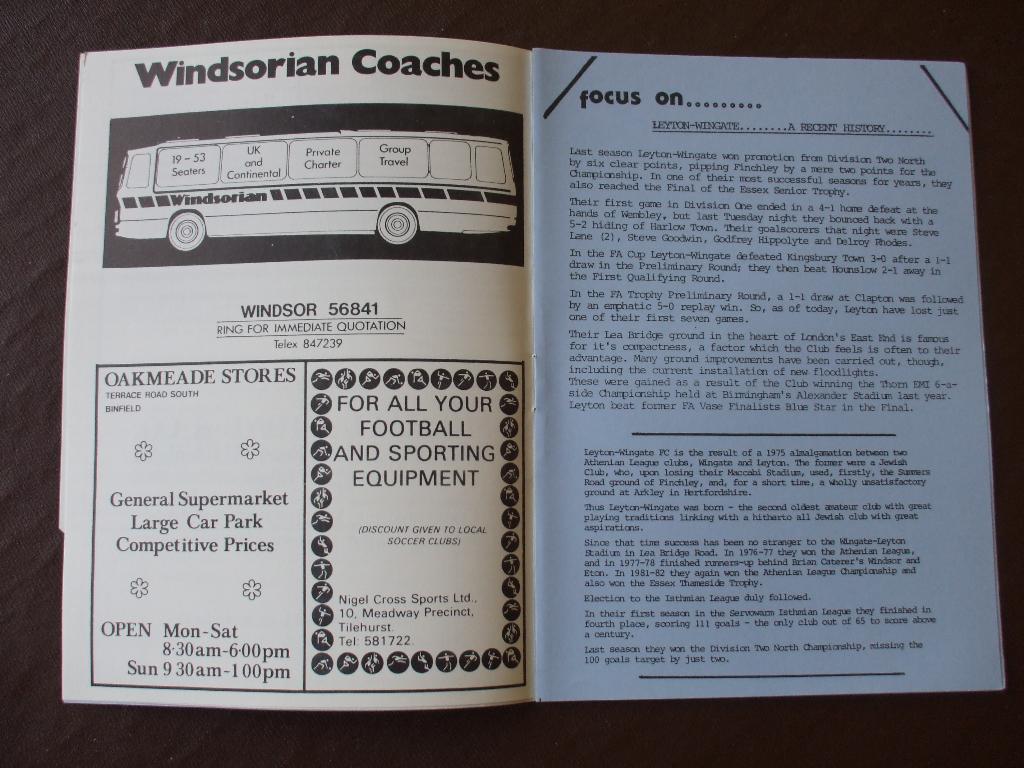 Windsorian Coaches
19 - 53
Seaters
UK
and
Continental
Private
Charter
Group
Travel
Windsorian
WINDSOR 56841
RING FOR IMMEDIATE QUOTATION
Telex 847239
OAKMEADE STORES
TERRACE ROAD SOUTH
BINFIELD
General Supermarket
Large Car Park
Competitive Prices
OPEN Mon-Sat
8·30am-6·00pm
Sun 9 30am-1·00pm
FOR ALL YOUR
FOOTBALL
AND SPORTING
EQUIPMENT
(DISCOUNT GIVEN TO LOCAL
SOCCER CLUBS)
Nigel Cross Sports Ltd.,
10, Meadway Precinct,
Tilehurst.
Tel: 581722.
focus on.........
LEYTON-WINGATE........A RECENT HISTORY........
Last season Leyton-Wingate won promotion from Division Two North
by six clear points, pipping Finchley by a mere two points for the
Championship. In one of their most successful seasons for years, they
also reached the Final of the Essex Senior Trophy.
Their first game in Division One ended in a 4-1 home defeat at the
hands of Wembley, but last Tuesday night they bounced back with a
5-2 hiding of Harlow Town. Their goalscorers that night were Steve
Lane (2), Steve Goodwin, Godfrey Hippolyte and Delroy Rhodes.
In the FA Cup Leyton-Wingate defeated Kingsbury Town 3-0 after a 1-1
draw in the Preliminary Round; they then beat Hounslow 2-1 away in
the First Qualifying Round.
In the FA Trophy Preliminary Round, a 1-1 draw at Clapton was followed
by an emphatic 5-0 replay win. So, as of today, Leyton have lost just
one of their first seven games.
Their Lea Bridge ground in the heart of London's East End is famous
for it's compactness, a factor which the Club feels is often to their
advantage. Many ground improvements have been carried out, though,
including the current installation of new floodlights.
These were gained as a result of the Club winning the Thorn EMI 6-a-
side Championship held at Birmingham's Alexander Stadium last year.
Leyton beat former FA Vase Finalists Blue Star in the Final.
Leyton-Wingate FC is the result of a 1975 amalgamation between two
Athenian League clubs, Wingate and Leyton. The former were a Jewish
Club, who, upon losing their Maccabi Stadium, used, firstly, the Summers
Road ground of Finchley, and, for a short time, a wholly unsatisfactory
ground at Arkley in Hertfordshire.
Thus Leyton-Wingate was born - the second oldest amateur club with great
playing traditions linking with a hitherto all Jewish club with great
aspirations.
Since that time success has been no stranger to the Wingate-Leyton
Stadium in Lea Bridge Road. In 1976-77 they won the Athenian League,
and in 1977-78 finished runners-up behind Brian Caterer's Windsor and
Eton. In 1981-82 they again won the Athenian League Championship and
also won the Essex Thameside Trophy.
Election to the Isthmian League duly followed.
In their first season in the Servowarm Isthmian League they finished in
fourth place, scoring 111 goals - the only club out of 65 to score above
a century.
Last season they won the Division Two North Championship, missing the
100 goals target by just two.